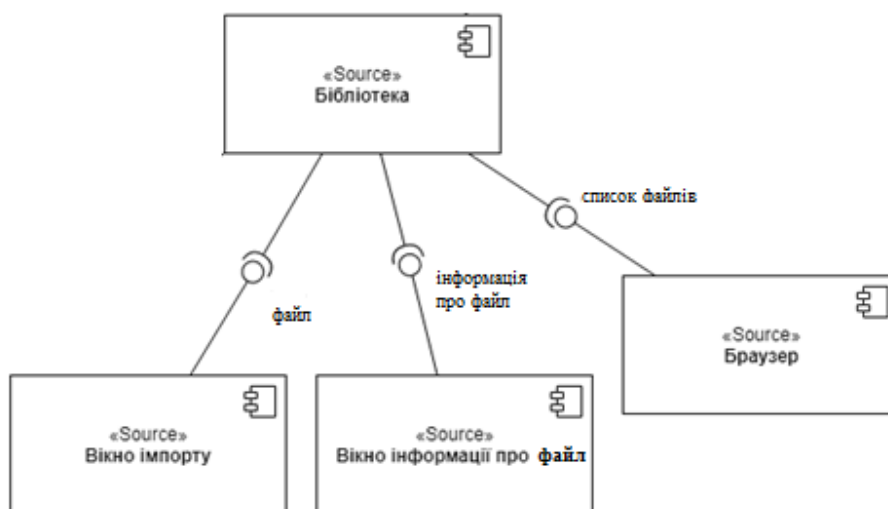 «Source»
Бібліотека
список файлів
інформація
про файл
файл
«Source»
Браузер
«Source»
Вікно імпорту
«Source»
Вікно інформації про файл